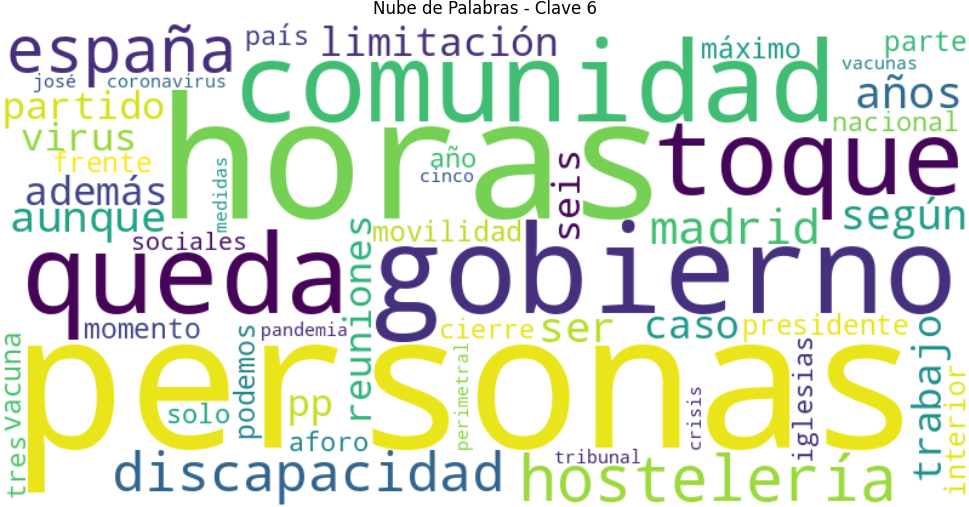 Nube de Palabras - Clave 6
españa
país
limitación
máximo
parte
josé
coronavirus
comunidad
vacunas
partido
años
virus
horas
nacional
frente
año
toque
además
medidas
cinco
seis
aunque
según
sociales
movilidad
madrid
queda
reuniones
gobierno
momento
pandemia
cierre
ser
caso
presidente
personas
vacuna
tres
solo
podemos
pp
aforo
perimetral
crisis
iglesias
trabajo
interior
discapacidad
tribunal
hostelería